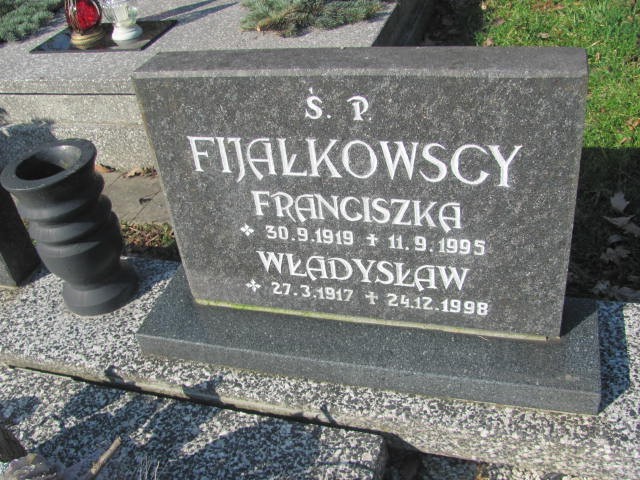 Ś. P.
FIJAŁKOWSCY
FRANCISZKA
30.9.1919 + 11.9.1995
WŁADYSŁAW
27.3.1917 + 24.12.1998